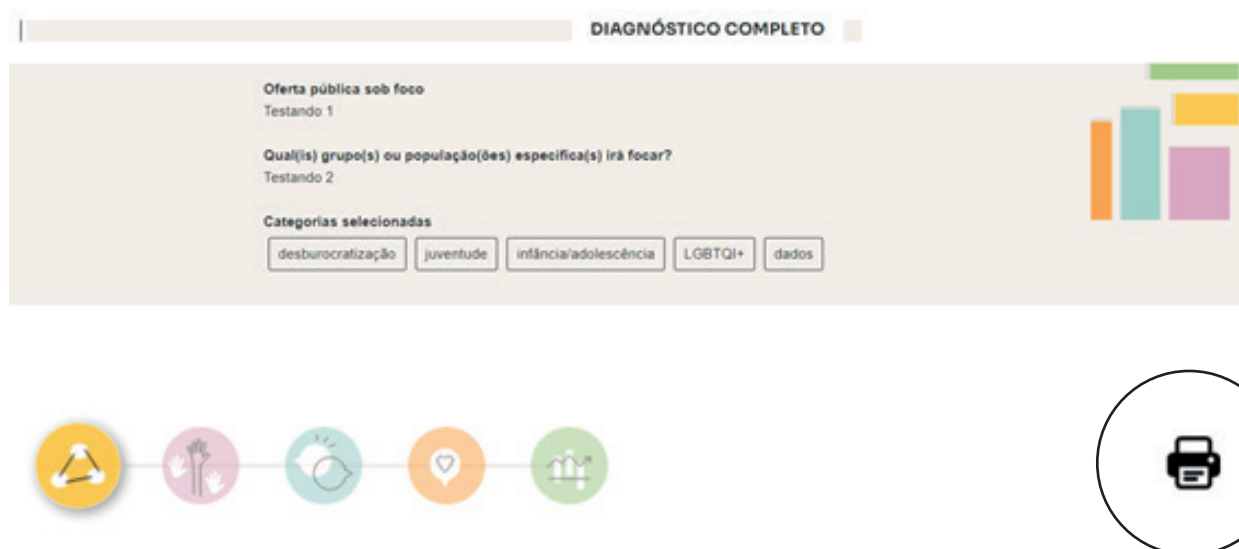 DIAGNÓSTICO COMPLETO
Oferta pública sob foco
Testando 1
Qual(is) grupo(s) ou população(ões) específica(s) irá focar?
Testando 2
Categorias selecionadas
desburocratização juventude infância/adolescência LGBTQI+ dados